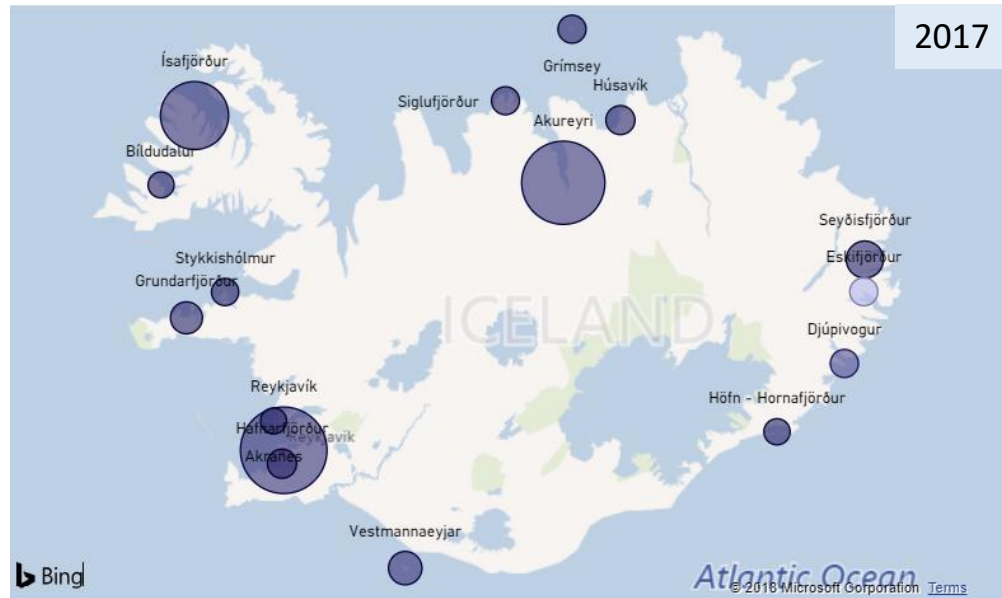 2017
Ísafjörður
Grímsey
Húsavík
Siglufjörður
Akureyri
Bíldudalur
Seyðisfjörður
Eskifjörður
Stykkishólmur
Grundarfjörður
ICELAND
Djúpivogur
Reykjavík
Höfn - Hornafjörður
Hafnarfjörður
Reykjavik
Akranes
Vestmannaeyjar
Bing
Atlantic Ocean
© 2018 Microsoft Corporation Terms